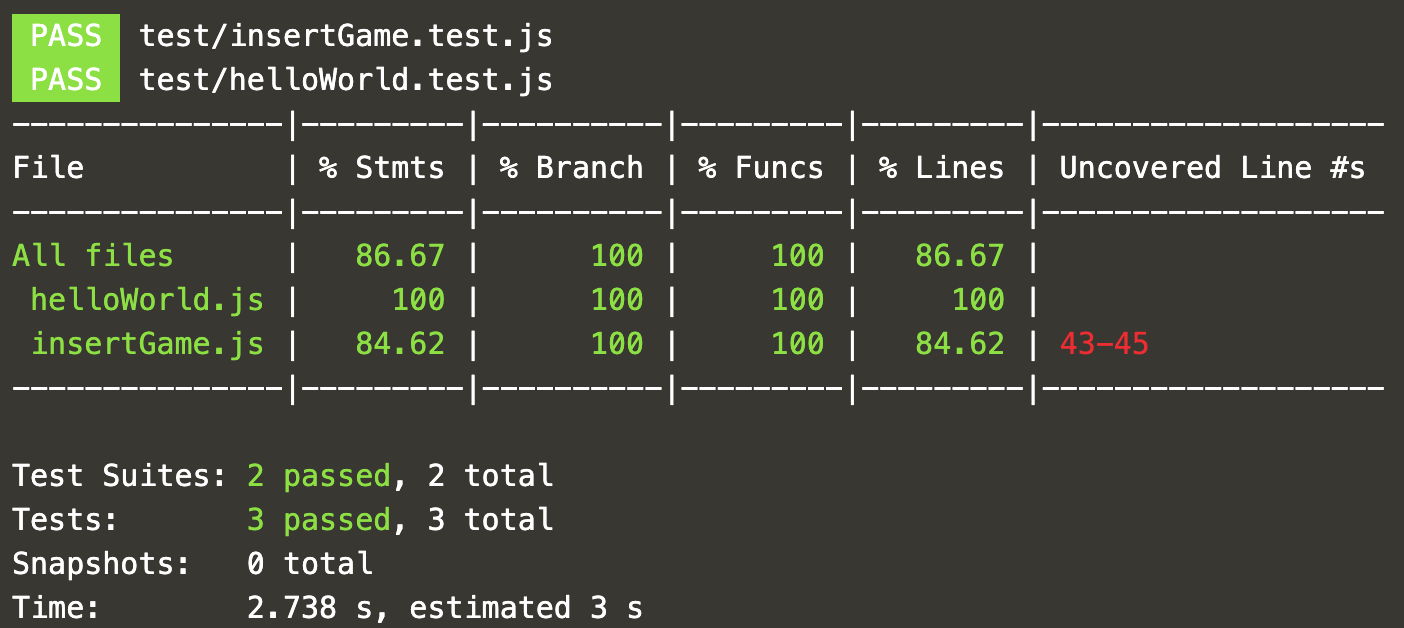 PASS test/insertGame.test.js
PASS test/helloWorld.test.js
---------------|---------|----------|---------|---------|-------------------
File           | % Stmts | % Branch | % Funcs | % Lines | Uncovered Line #s
---------------|---------|----------|---------|---------|-------------------
All files      |   86.67 |      100 |     100 |   86.67 |
 helloWorld.js |     100 |      100 |     100 |     100 |
 insertGame.js |   84.62 |      100 |     100 |   84.62 | 43-45
---------------|---------|----------|---------|---------|-------------------
Test Suites: 2 passed, 2 total
Tests:       3 passed, 3 total
Snapshots:   0 total
Time:        2.738 s, estimated 3 s